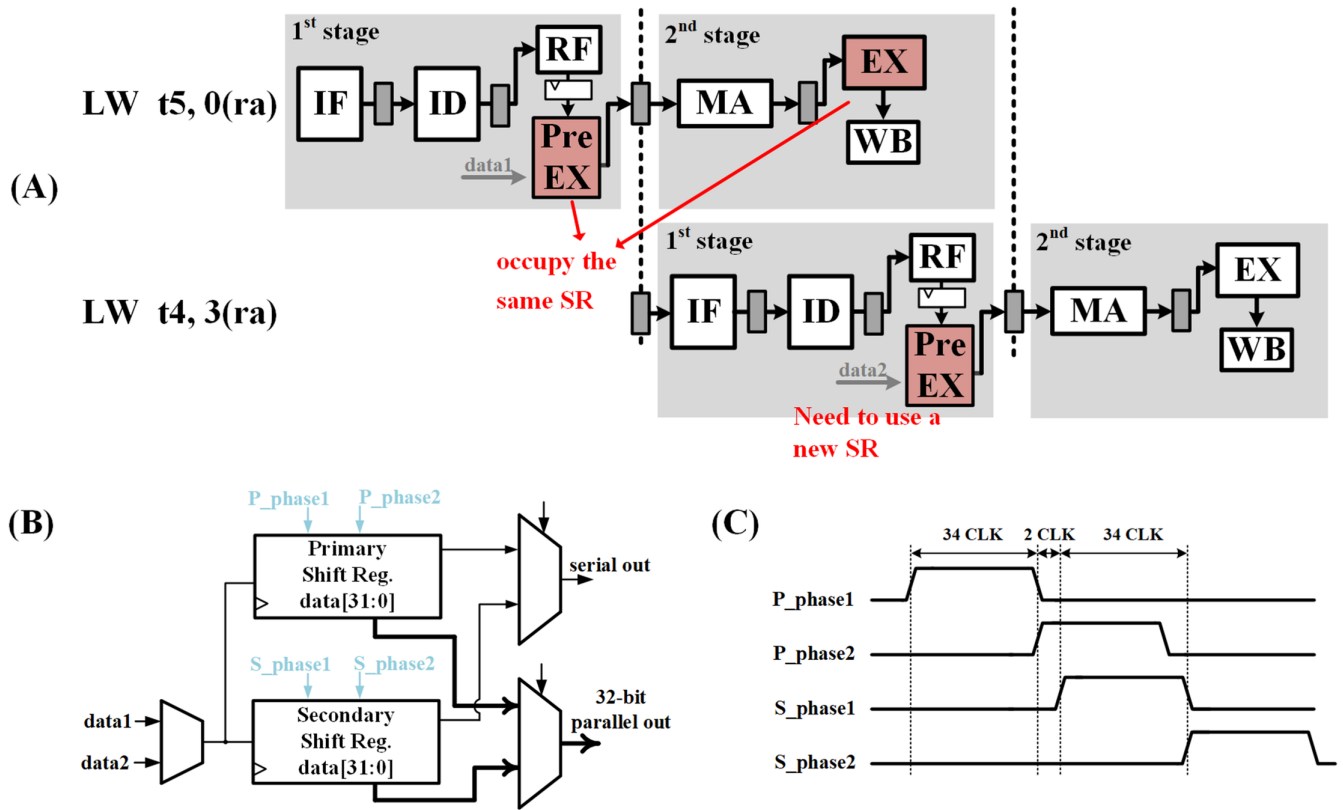 (A)
LW t5, 0(ra)
1st stage
IF
ID
RF
Pre
EX
data1
2nd stage
MA
EX
WB
occupy the
same SR
LW t4, 3(ra)
1st stage
IF
ID
RF
Pre
EX
data2
Need to use a
new SR
2nd stage
MA
EX
WB
(B)
P_phase1
P_phase2
Primary
Shift Reg.
data[31:0]
S_phase1
S_phase2
Secondary
Shift Reg.
data[31:0]
data1
data2
serial out
32-bit
parallel out
(C)
34 CLK
2 CLK
34 CLK
P_phase1
P_phase2
S_phase1
S_phase2